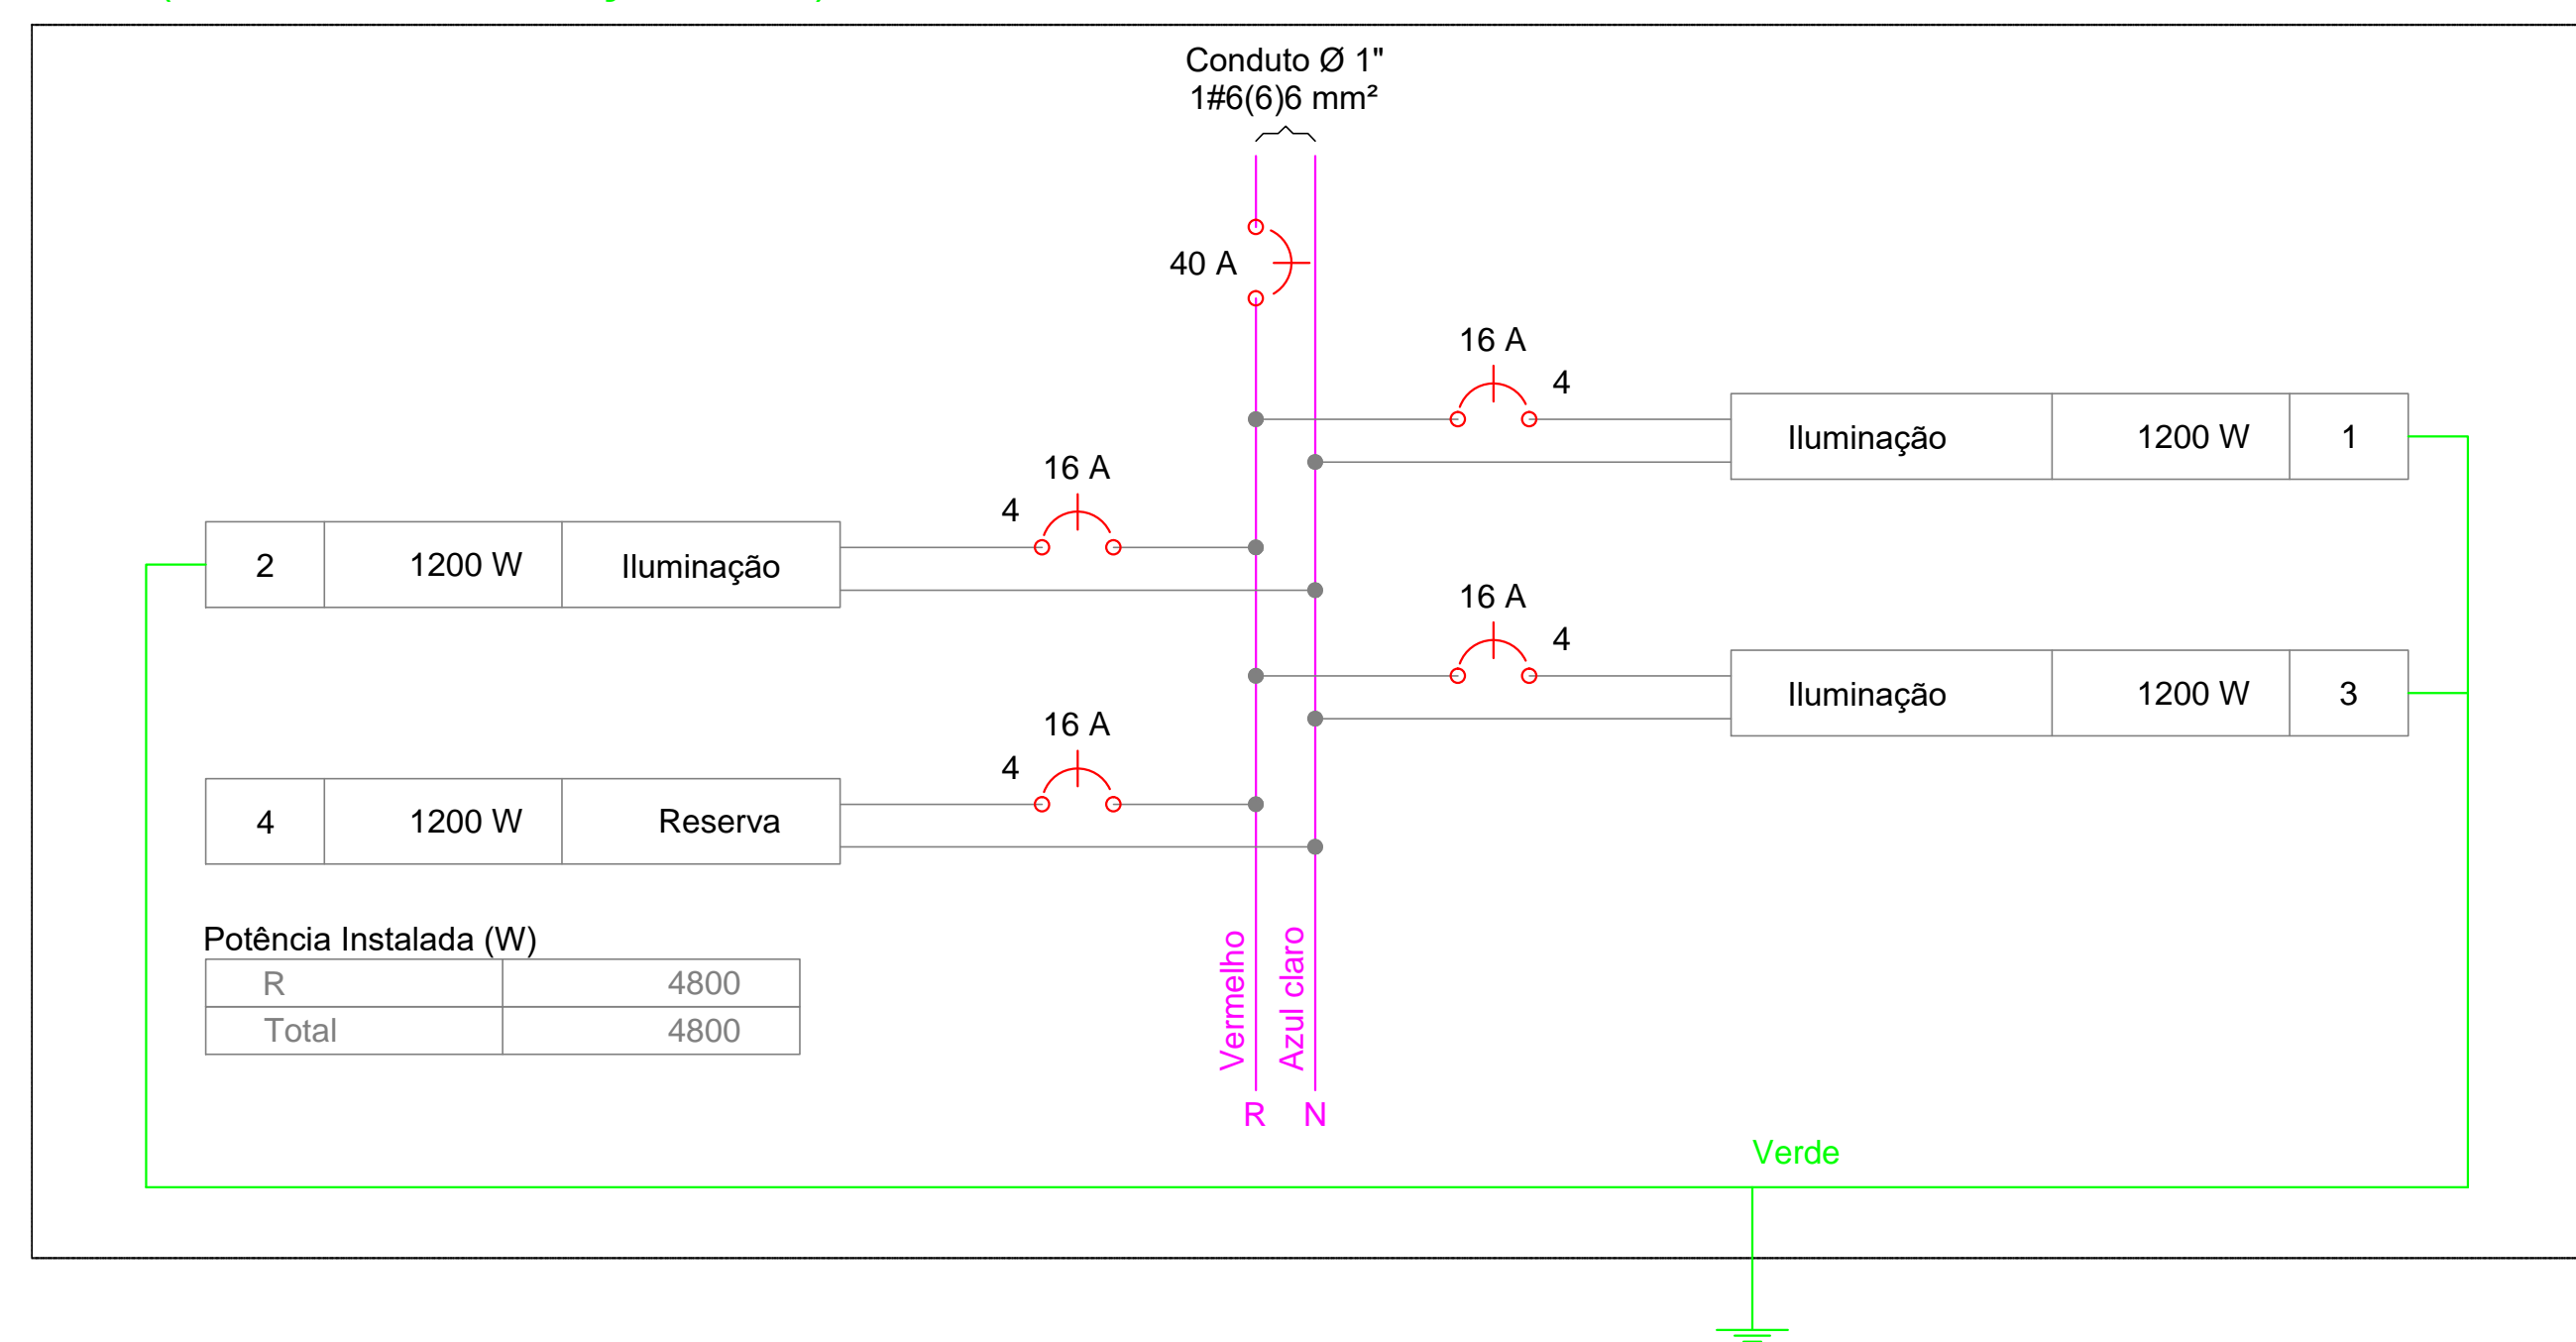 Conduto Ø 1"
1#6(6)6 mm²
40 A
16 A
4
Iluminação 1200 W 1
16 A
4
2 1200 W Iluminação
16 A
4
Iluminação 1200 W 3
16 A
4
4 1200 W Reserva
Potência Instalada (W)
R 4800
Total 4800
Vermelho
Azul claro
R N
Verde